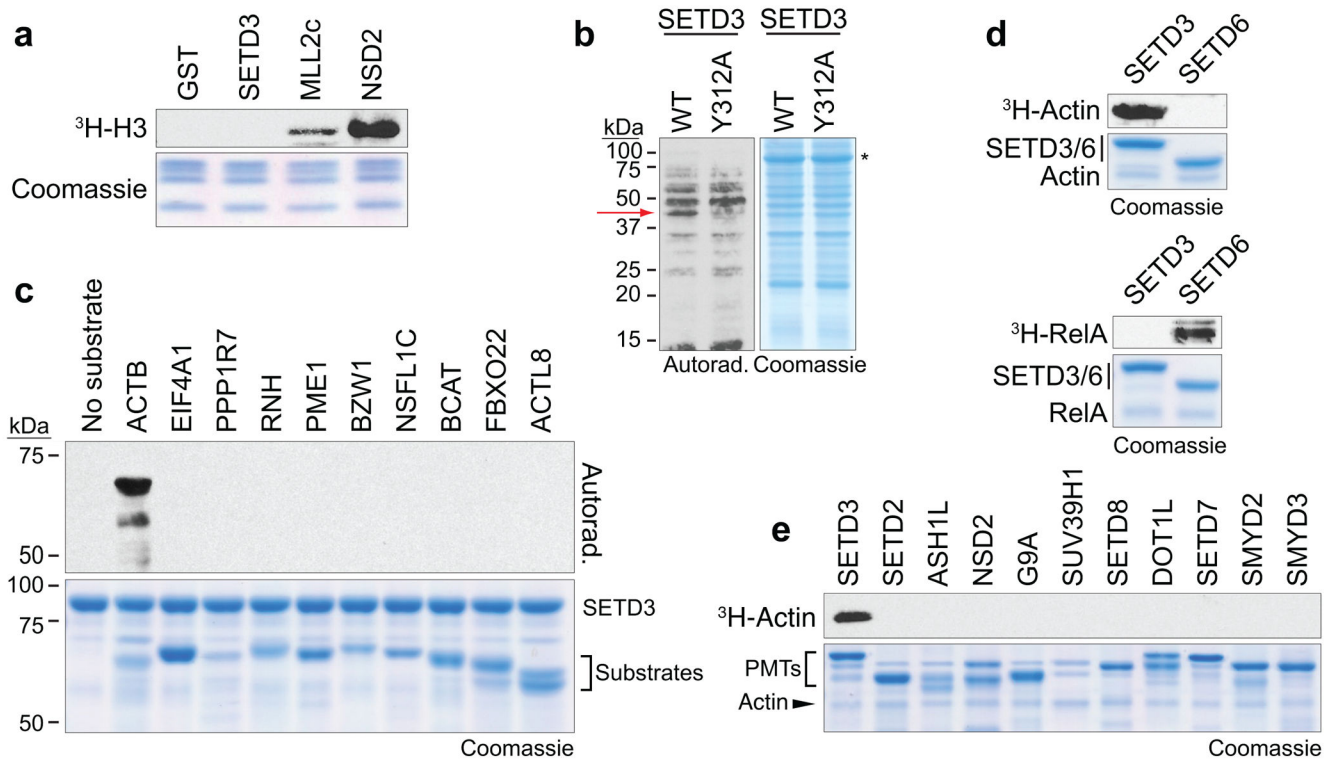 a
GST
SETD3
MLL2c
NSD2
³H-H3
Coomassie
b
SETD3 SETD3
WT
Y312A
WT
Y312A
kDa
100
75
50
37
25
20
15
*
Autorad. Coomassie
c
No substrate
ACTB
EIF4A1
PPP1R7
RNH
PME1
BZW1
NSFL1C
BCAT
FBXO22
ACTL8
kDa
75
50
Autorad.
100
75
50
SETD3
Substrates
Coomassie
d
SETD3
SETD6
³H-Actin
SETD3/6
Actin
Coomassie
SETD3
SETD6
³H-RelA
SETD3/6
RelA
Coomassie
e
SETD3
SETD2
ASH1L
NSD2
G9A
SUV39H1
SETD8
DOT1L
SETD7
SMYD2
SMYD3
³H-Actin
PMTs
Actin
Coomassie